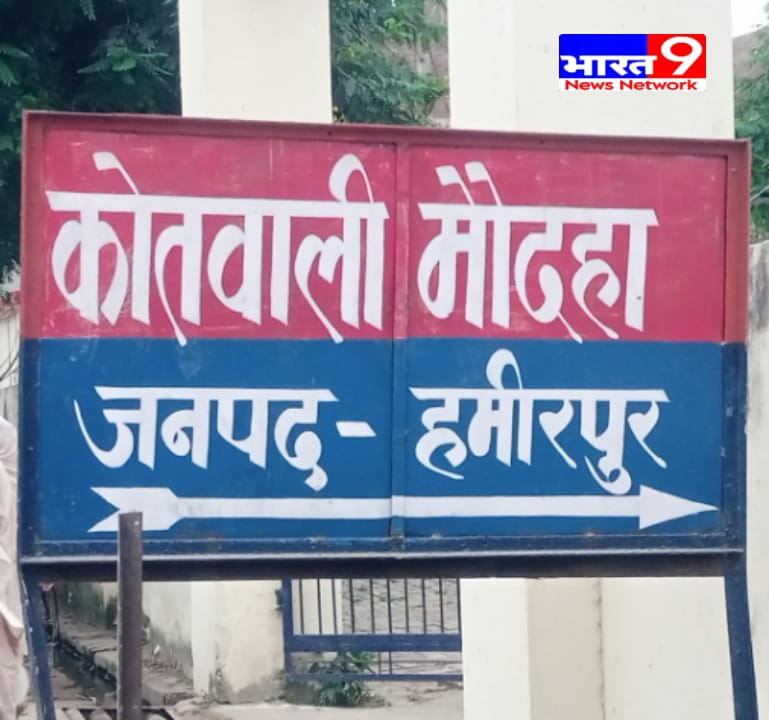 भारत 9
News Network
कोतवाली मौदहा
जनपद - हमीरपुर